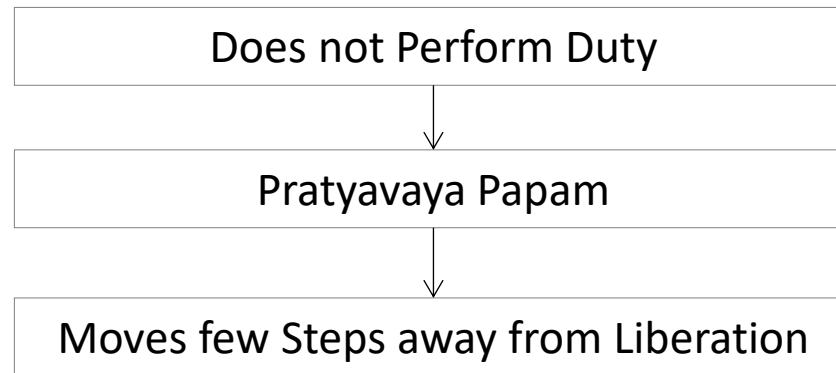 Does not Perform Duty
Pratyavaya Papam
Moves few Steps away from Liberation